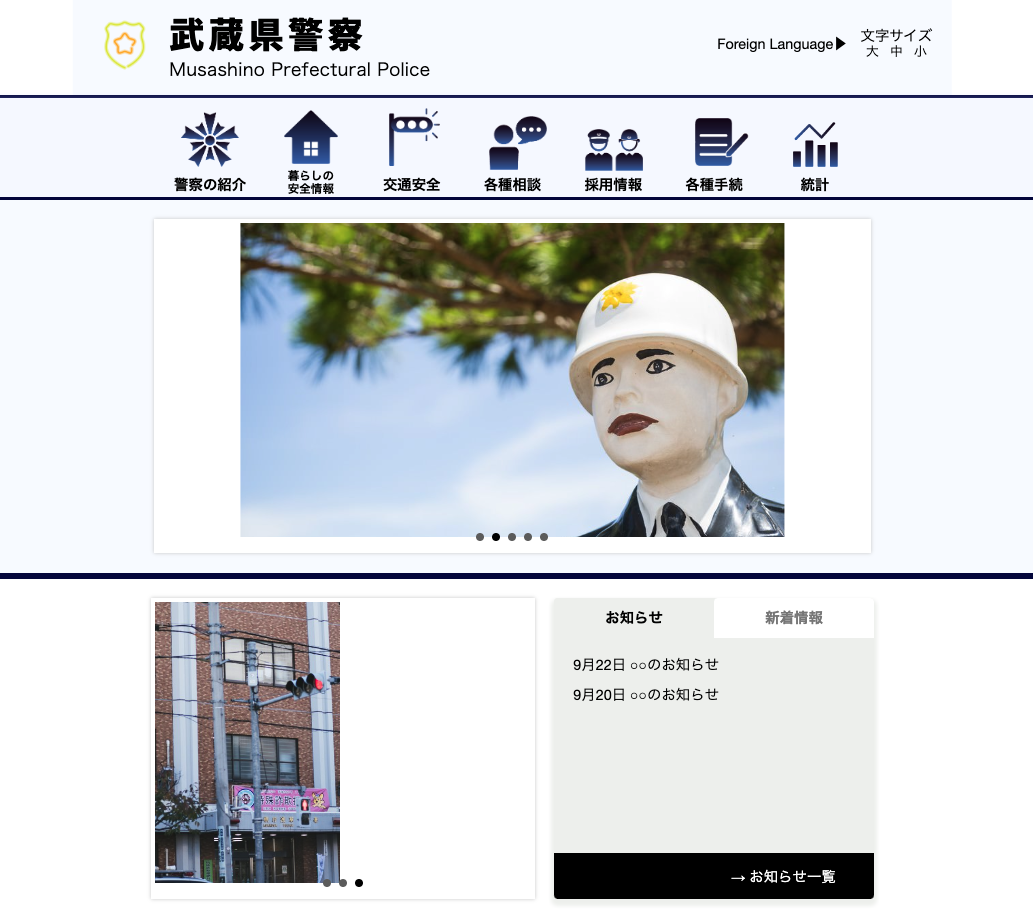 武蔵県警察
Musashino Prefectural Police
Foreign Language▶
文字サイズ
大 中 小
警察の紹介
暮らしの
安全情報
交通安全
各種相談
採用情報
各種手続
統計
お知らせ
新着情報
9月22日 ○○のお知らせ
9月20日 ○○のお知らせ
→ お知らせ一覧